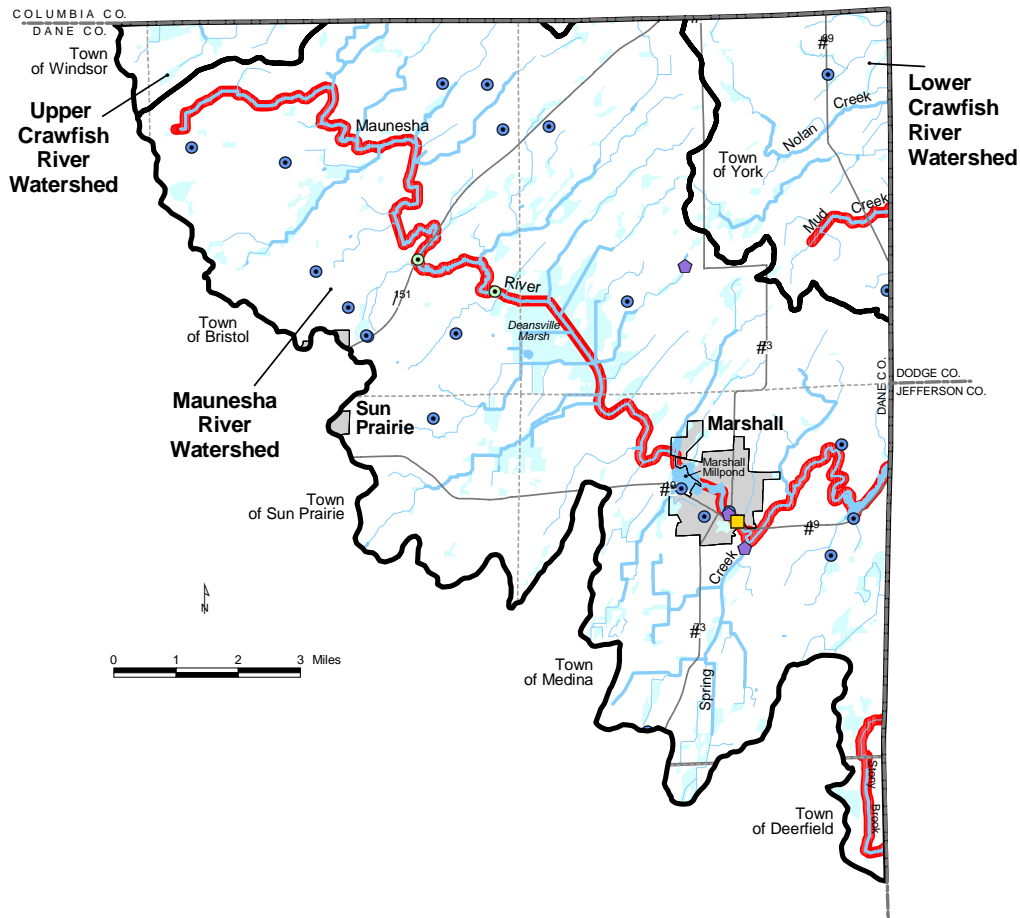 COLUMBIA CO.
DANE CO.
Town
of Windsor
Upper
Crawfish
River
Watershed
Maunesha
#89
Creek
Nolan
Town
of York
Lower
Crawfish
River
Watershed
Mud Creek
River
151
Deansville
Marsh
Town
of Bristol
#73
DANE CO.
DODGE CO.
JEFFERSON CO.
Maunesha
River
Watershed
Sun
Prairie
Marshall
Marshall
Millpond
Town
of Sun Prairie
#19
#19
Creek
N
#73
0 1 2 3 Miles
Town
of Medina
Spring
Stony Brook
Town
of Deerfield